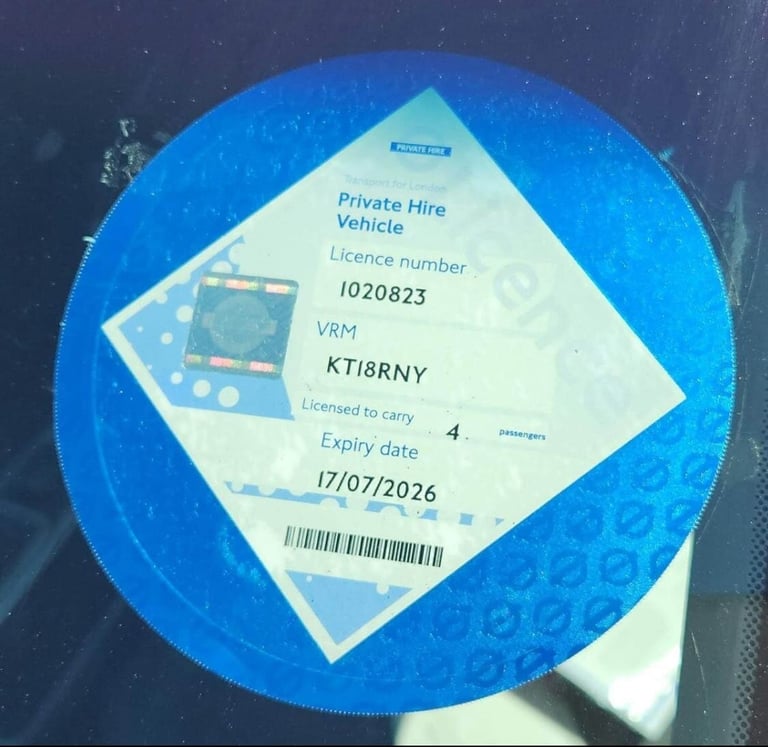 PRIVATE HIRE
Transport for London
Private Hire
Vehicle
Licence number
1020823
VRM
KT18RNY
Licensed to carry 4 passengers
Expiry date
17/07/2026